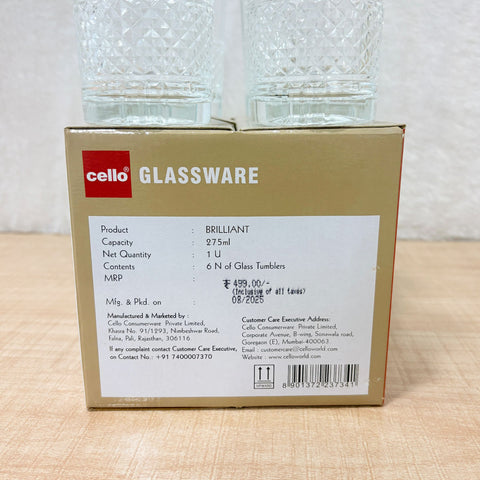 cello® GLASSWARE
Product : BRILLIANT
Capacity : 275ml
Net Quantity : 1 U
Contents : 6 N of Glass Tumblers
MRP : ₹ 499.00/-
(Inclusive of all taxes)
Mfg. & Pkd. on : 08/2025
Manufactured & Marketed by :
Cello Consumerware Private Limited,
Khasra No. 91/1293, Nimbeshwar Road,
Falna, Pali, Rajasthan, 306116
If any complaint contact Customer Care Executive,
on Contact No.: +91 7400007370
Customer Care Executive Address:
Cello Consumerware Private Limited,
Corporate Avenue, B-wing, Sonawala road,
Goregaon (E), Mumbai-400063.
Email : customercare@celloworld.com
Website : www.celloworld.com
8 901372 237341